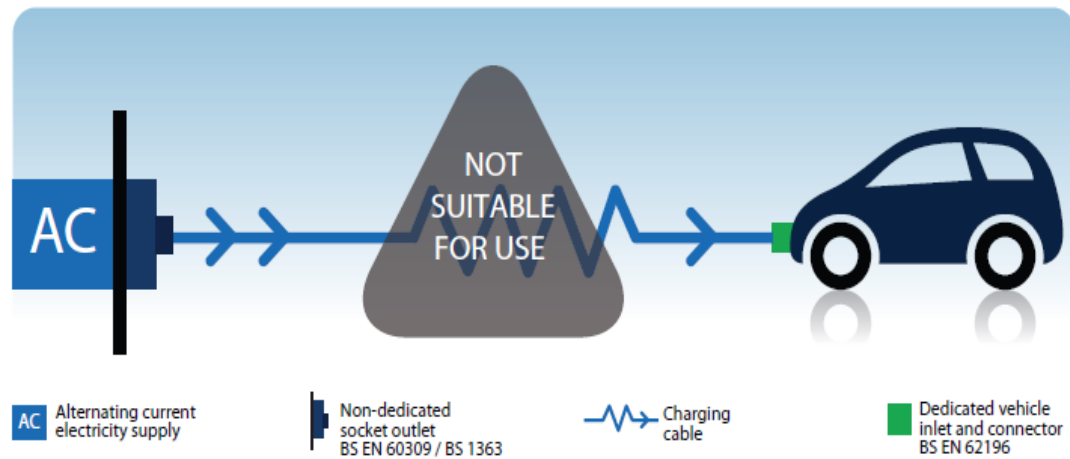 NOT
SUITABLE
FOR USE
AC
AC
Alternating current
electricity supply
Non-dedicated
socket outlet
BS EN 60309 / BS 1363
Charging
cable
Dedicated vehicle
inlet and connector
BS EN 62196